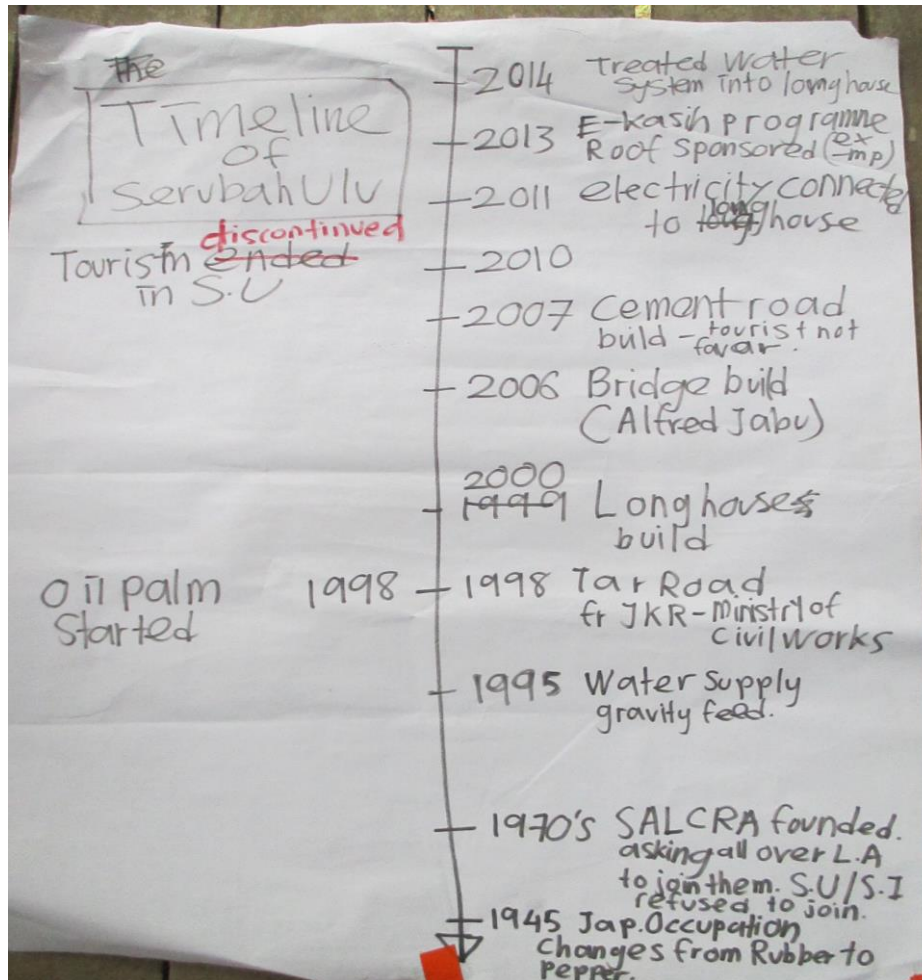 The
Timeline
of
Serubah Ulu
2014 Treated Water
system into longhouse
2013 E-kasih programme
Roof Sponsored (ex-mp)
2011 electricity connected
to long house
discontinued
Tourism ended
in S.U
2010
2007 Cement road
build - tourist not
favor.
2006 Bridge build
(Alfred Jabu)
2000
1999 Longhouses
build
Oil palm 1998 1998 Tar Road
Started
fr JKR - Ministry of
Civil works
1995 Water supply
gravity feed.
1970's SALCRA founded.
asking all over L.A
to join them. S.U/S.I
refused to join.
1945 Jap. Occupation
Changes from Rubber to
Pepper.